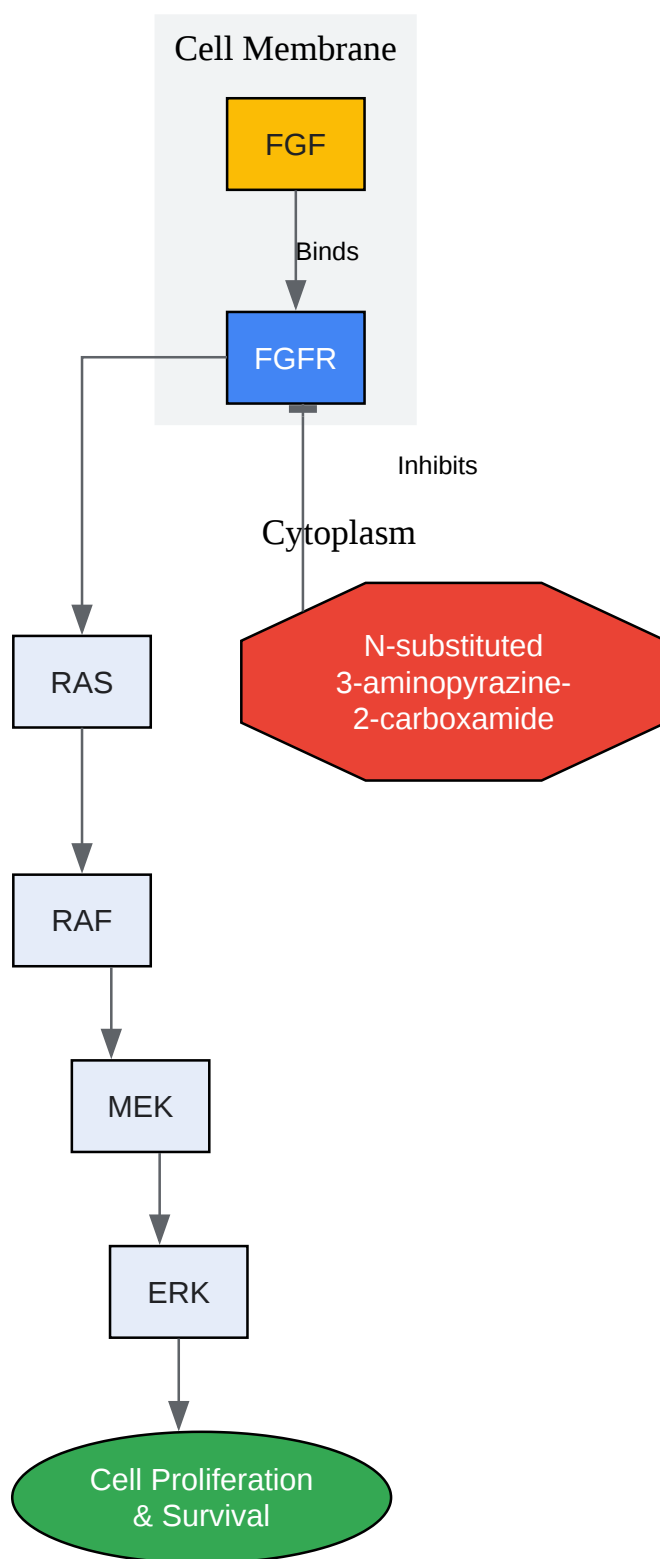 Cell Membrane
FGF
Binds
FGFR
Inhibits
Cytoplasm
N-substituted
3-aminopyrazine-
2-carboxamide
RAS
RAF
MEK
ERK
Cell Proliferation
& Survival